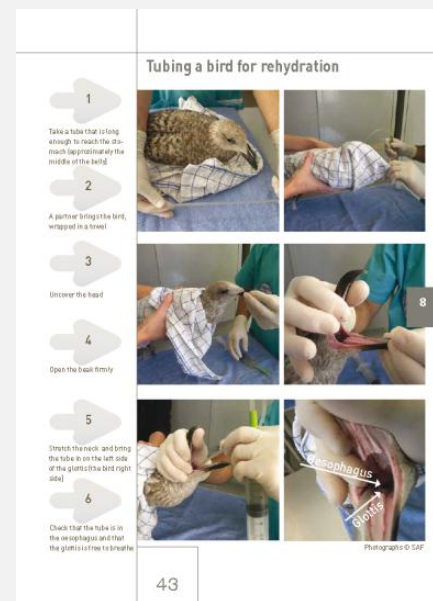 Tubing a bird for rehydration
1
Take a tube that is long
enough to reach the sto-
mach (approximately the
middle of the belly)
2
A partner brings the bird,
wrapped in a towel
3
Uncover the head
4
Open the beak firmly
5
Stretch the neck and bring
the tube in on the left side
of the glottis (the bird right
side)
6
Check that the tube is in
the oesophagus and that
the glottis is free to breathe
8
Oesophagus
Glottis
Photographs © SAF
43